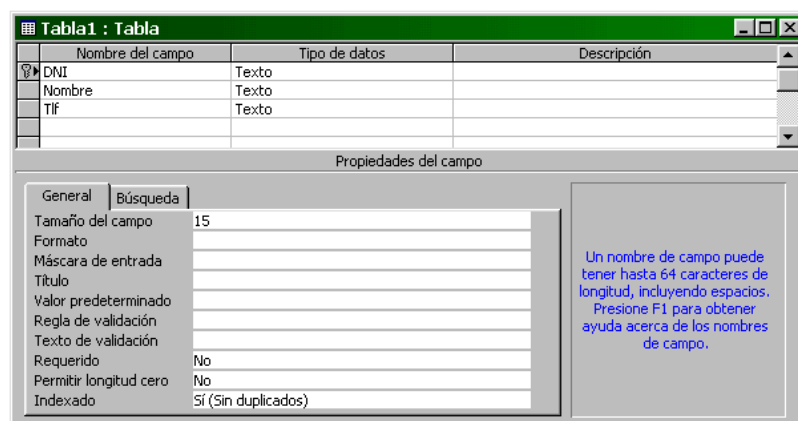 Tabla1 : Tabla
Nombre del campo Tipo de datos Descripción
DNI Texto
Nombre Texto
Tlf Texto
Propiedades del campo
General Búsqueda
Tamaño del campo 15
Formato
Máscara de entrada
Título
Valor predeterminado
Regla de validación
Texto de validación
Requerido No
Permitir longitud cero No
Indexado Sí (Sin duplicados)
Un nombre de campo puede
tener hasta 64 caracteres de
longitud, incluyendo espacios.
Presione F1 para obtener
ayuda acerca de los nombres
de campo.